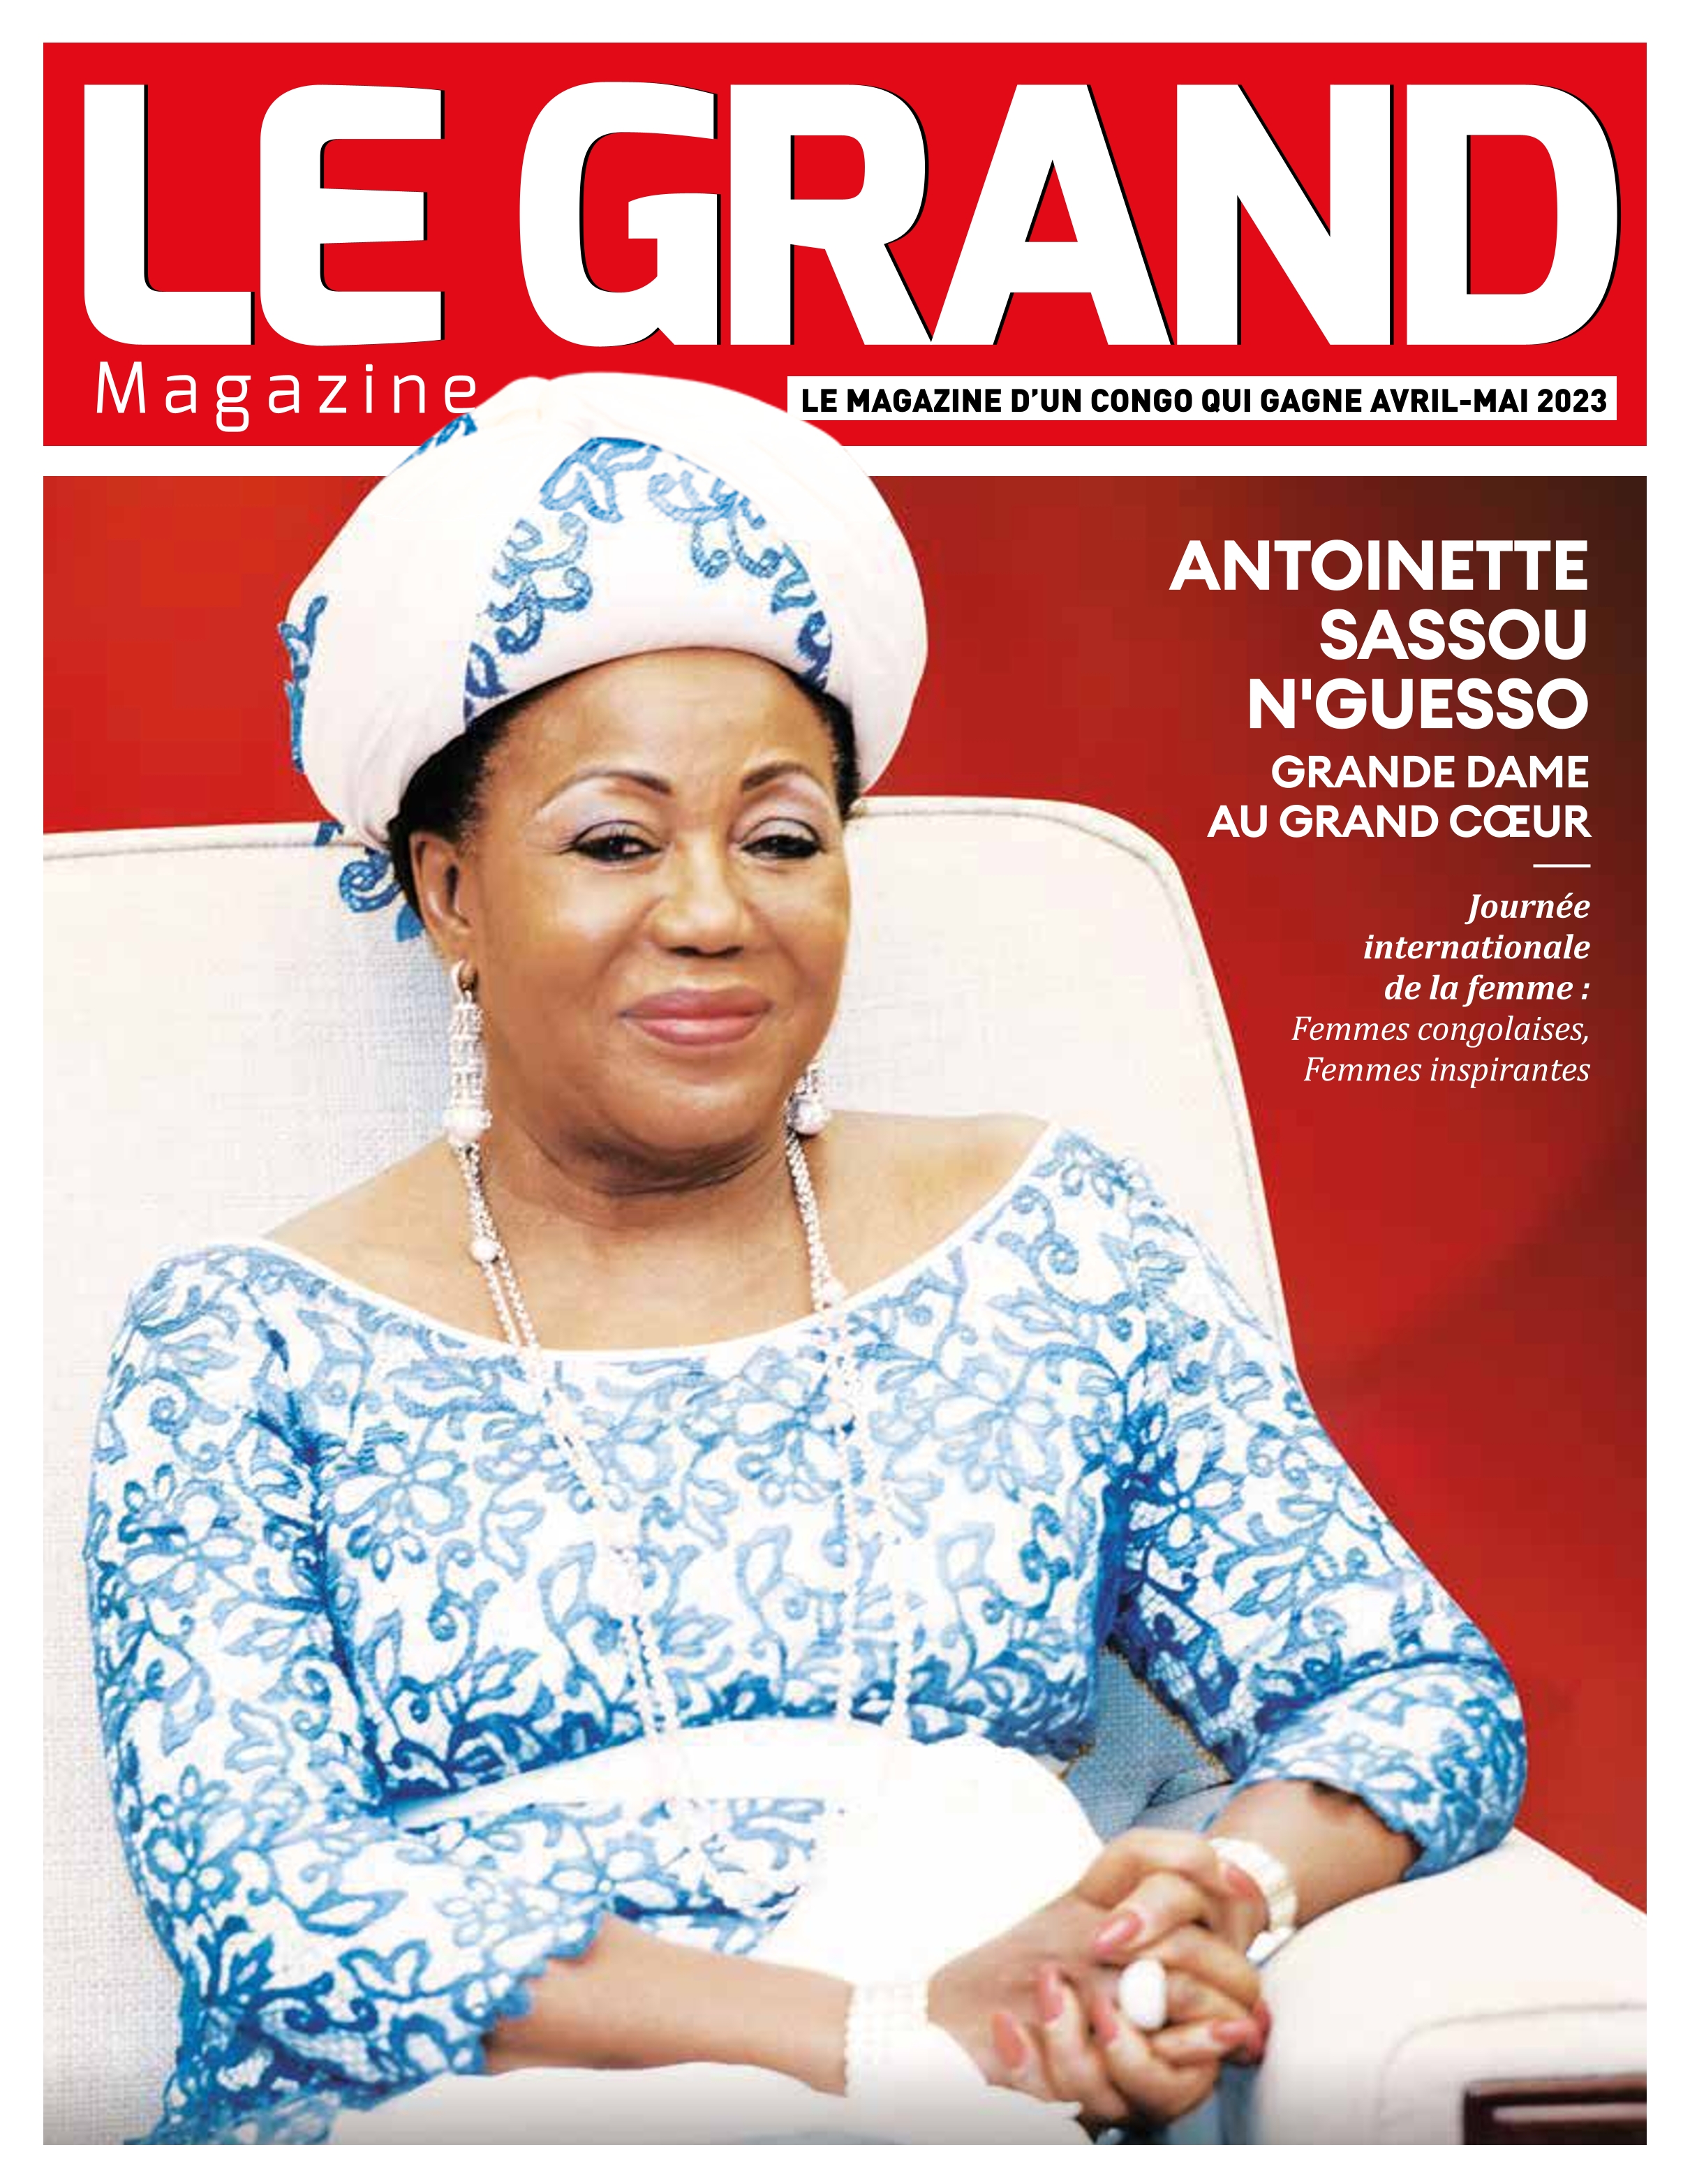 LE GRAND
Magazine
LE MAGAZINE D’UN CONGO QUI GAGNE AVRIL-MAI 2023
ANTOINETTE
SASSOU
N'GUESSO
GRANDE DAME
AU GRAND CŒUR
Journée
internationale
de la femme :
Femmes congolaises,
Femmes inspirantes